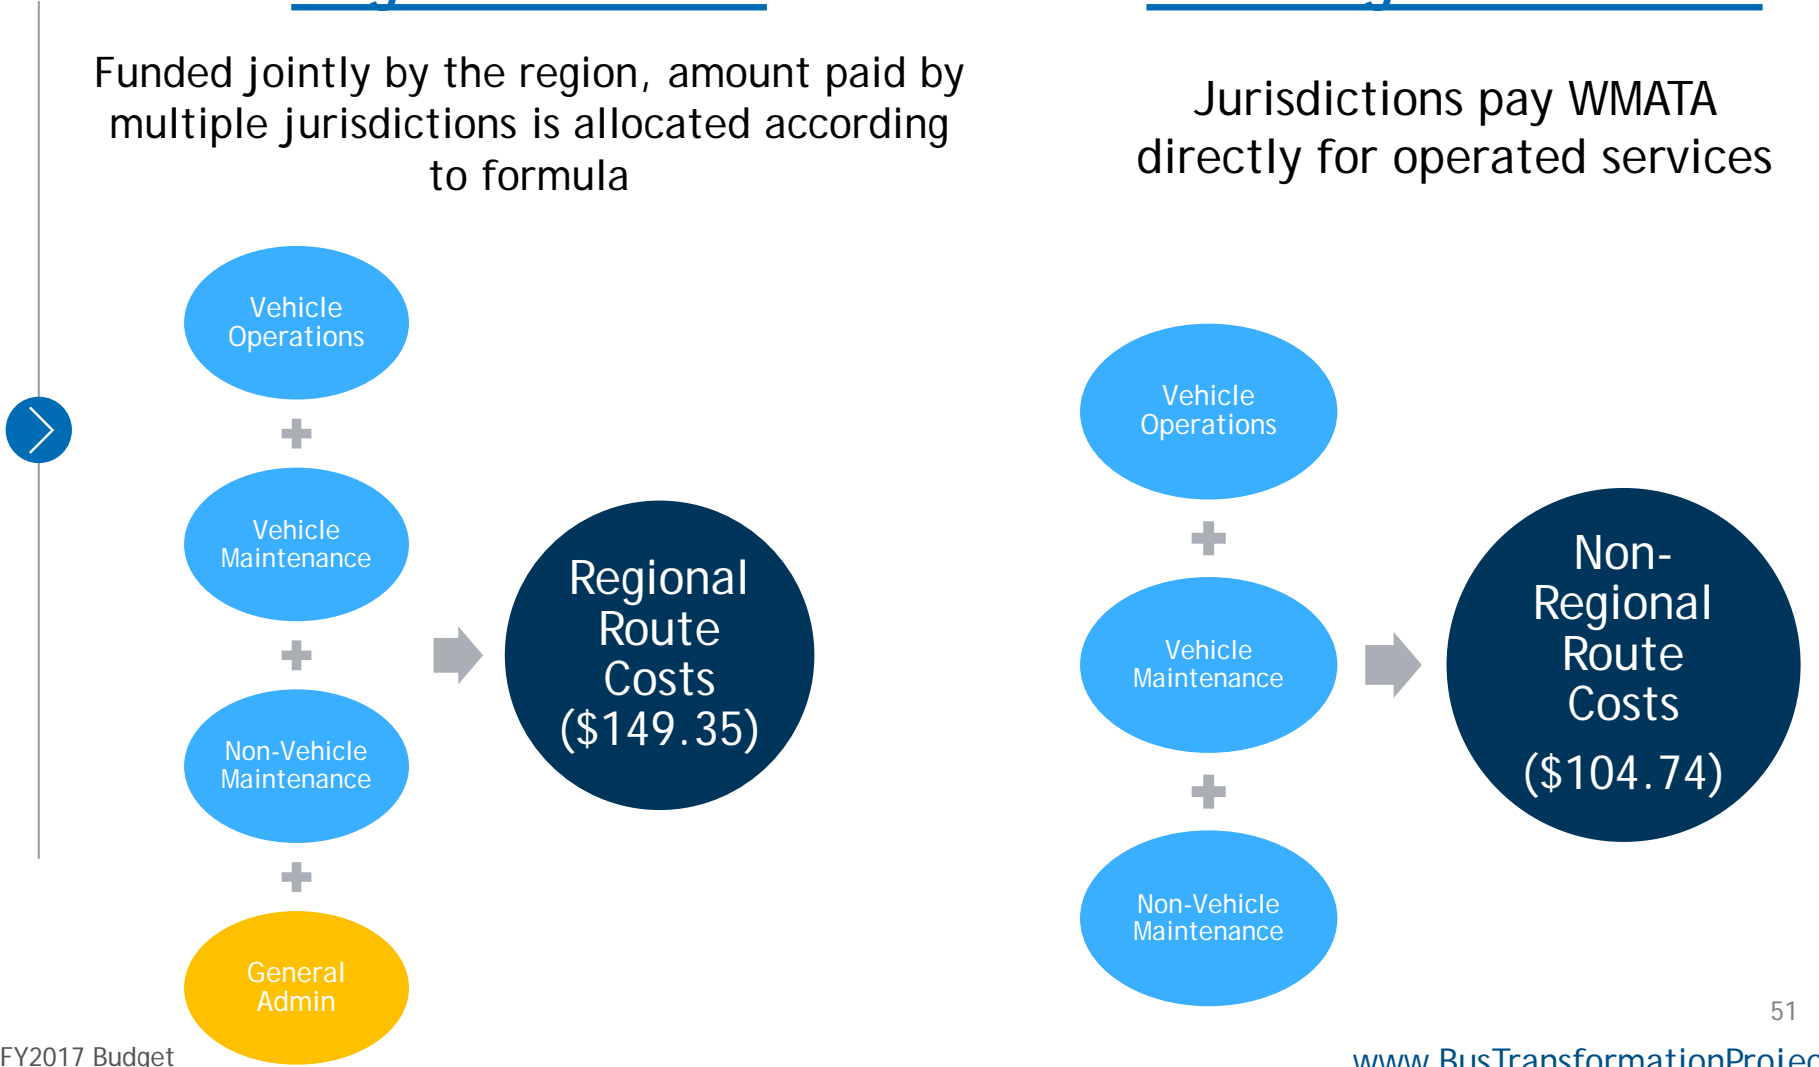 Funded jointly by the region, amount paid by
multiple jurisdictions is allocated according
to formula
Vehicle
Operations
Vehicle
Maintenance
Non-Vehicle
Maintenance
General
Admin
Regional
Route
Costs
($149.35)
Jurisdictions pay WMATA
directly for operated services
Vehicle
Operations
Vehicle
Maintenance
Non-Vehicle
Maintenance
Non-
Regional
Route
Costs
($104.74)
51
FY2017 Budget
www.BusTransformationProjec